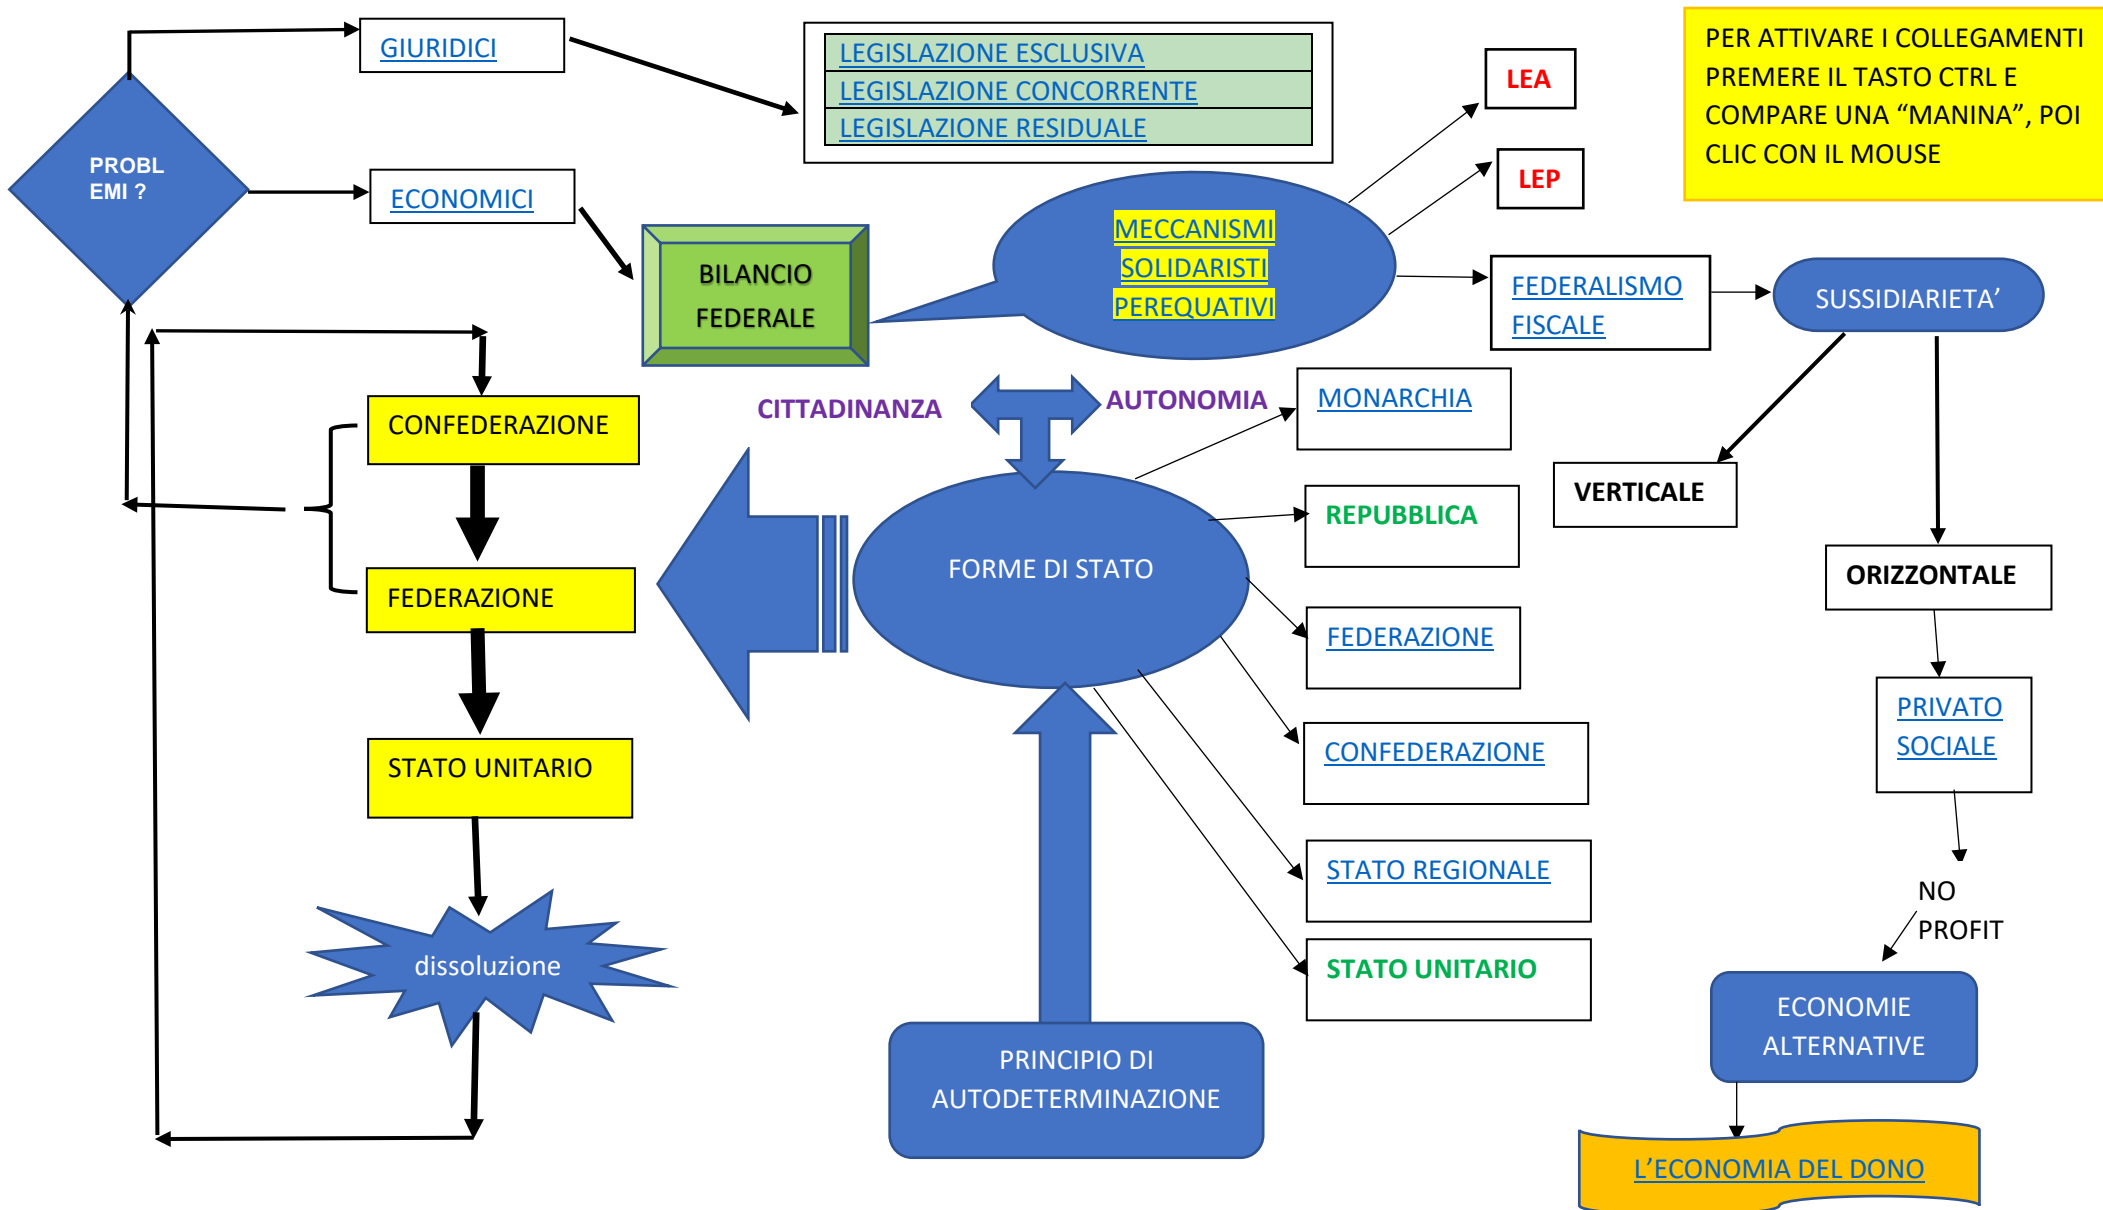 GIURIDICI
LEGISLAZIONE ESCLUSIVA
LEGISLAZIONE CONCORRENTE
LEGISLAZIONE RESIDUALE
LEA
PER ATTIVARE I COLLEGAMENTI
PREMERE IL TASTO CTRL E
COMPARE UNA “MANINA”, POI
CLIC CON IL MOUSE
PROBL
EMI ?
ECONOMICI
LEP
BILANCIO
FEDERALE
MECCANISMI
SOLIDARISTI
PEREQUATIVI
FEDERALISMO
FISCALE
SUSSIDIARIETA’
CITTADINANZA
AUTONOMIA
MONARCHIA
CONFEDERAZIONE
VERTICALE
REPUBBLICA
FORME DI STATO
ORIZZONTALE
FEDERAZIONE
FEDERAZIONE
PRIVATO
SOCIALE
CONFEDERAZIONE
STATO UNITARIO
STATO REGIONALE
NO
PROFIT
dissoluzione
STATO UNITARIO
ECONOMIE
ALTERNATIVE
PRINCIPIO DI
AUTODETERMINAZIONE
L’ECONOMIA DEL DONO